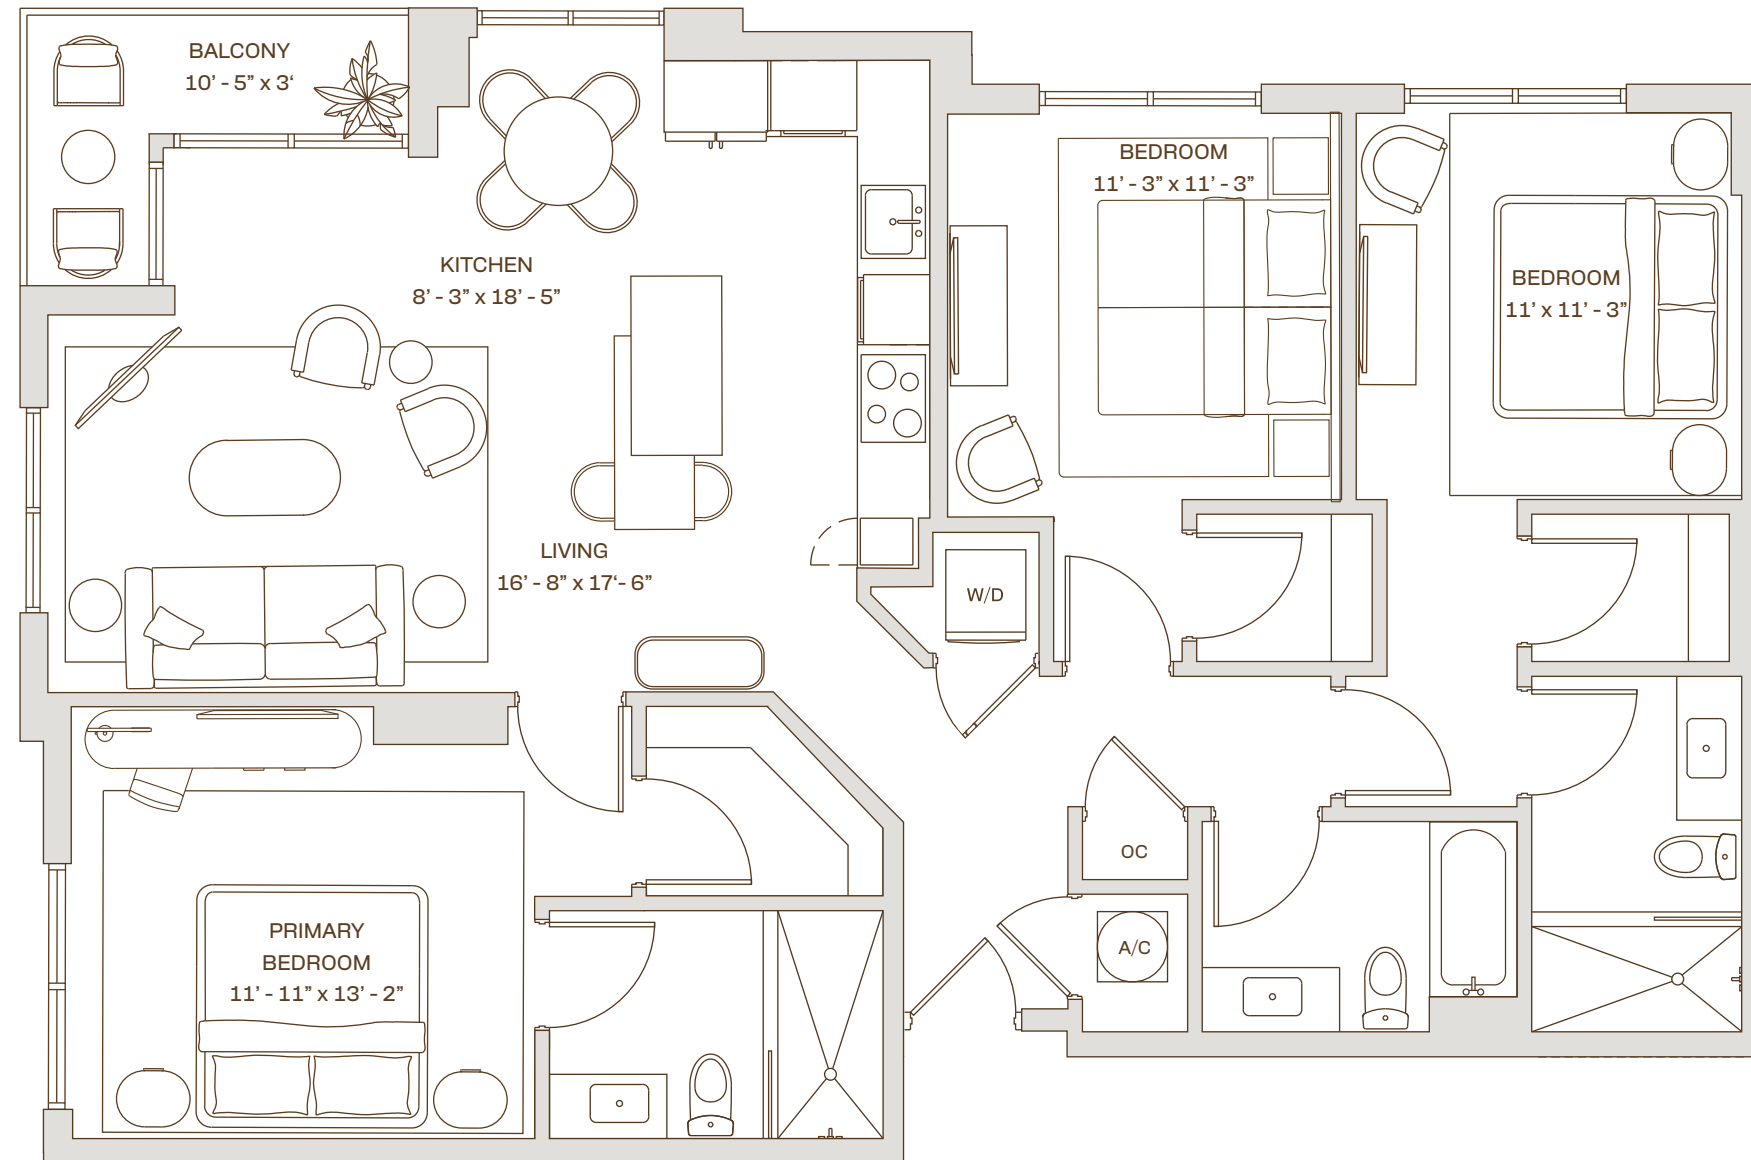 BALCONY
10’ - 5” x 3‘
KITCHEN
8’ - 3” x 18’ - 5”
LIVING
16’ - 8” x 17‘- 6”
BEDROOM
11’ - 3” x 11’ - 3”
BEDROOM
11’ x 11’ - 3”
W/D
OC
A/C
PRIMARY
BEDROOM
11’ - 11” x 13’ - 2”